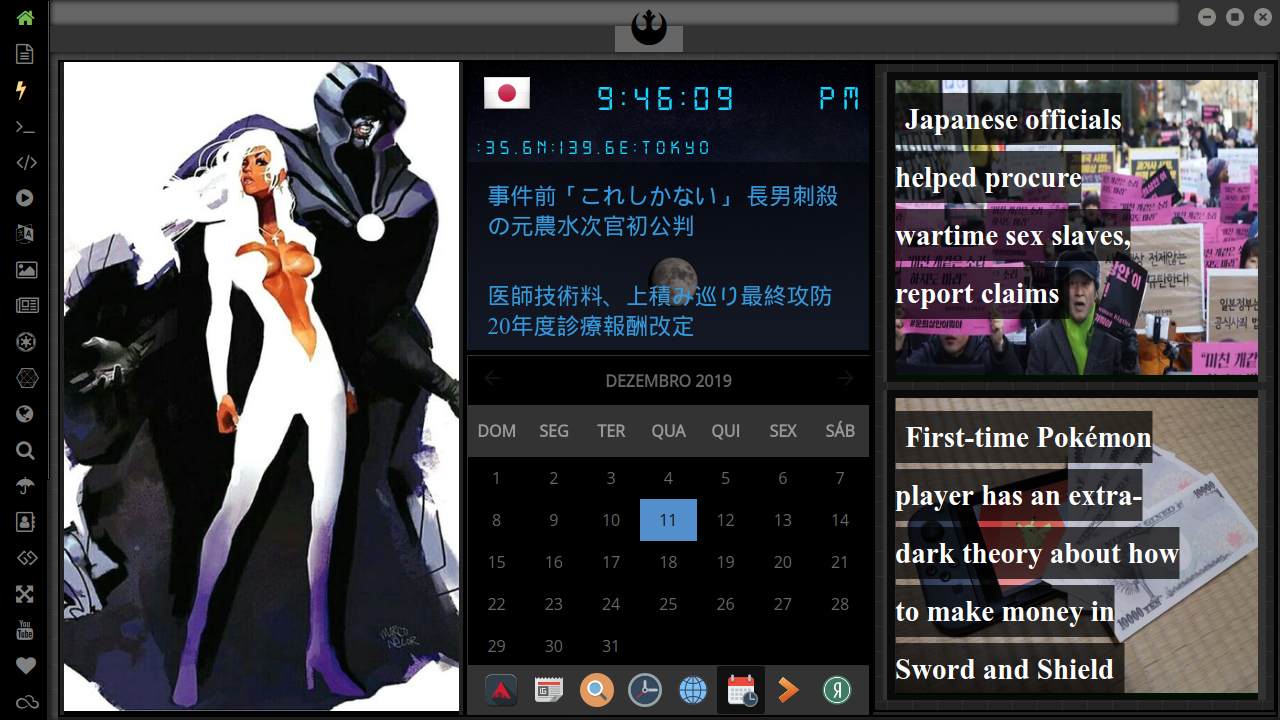 9:46:09 PM
:35.6N:139.6E:TOKYO
事件前「これしかない」 長男刺殺
の元農水次官初公判
医師技術料、上積み巡り最終攻防
20年度診療報酬改定
DEZEMBRO 2019
DOM SEG TER QUA QUI SEX SÁB
1 2 3 4 5 6 7
8 9 10 11 12 13 14
15 16 17 18 19 20 21
22 23 24 25 26 27 28
29 30 31
Japanese officials
helped procure
wartime sex slaves,
report claims
First-time Pokémon
player has an extra-
dark theory about how
to make money in
Sword and Shield
10000
10000
10000 YEN
You
Tube
Я